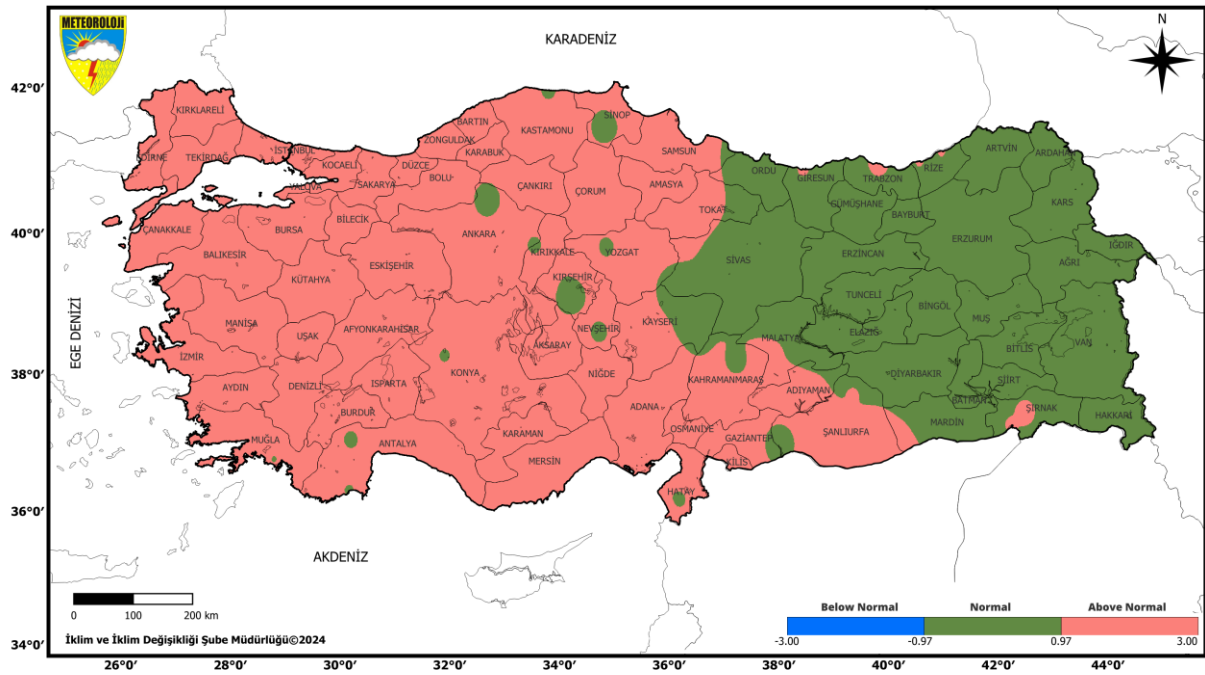 METEOROLOJİ
KARADENİZ
N
42°0′
KIRKLARELİ
SİNOP
BARTIN
KASTAMONU
ZONGULDAK
EDİRNE
TEKİRDAĞ
İSTANBUL
KARABUK
SAMSUN
ARTVİN
ARDAHAN
KOCAELİ
DÜZCE
YALOVA
SAKARYA
BOLU
ÇANKIRI
ÇORUM
AMASYA
ORDU
GİRESUN
TRABZON
RİZE
TOKAT
GÜMÜŞHANE
BAYBURT
KARS
BİLECİK
40°0′
ÇANAKKALE
BURSA
ANKARA
ERZURUM
IĞDIR
BALIKESİR
ESKİŞEHİR
KIRIKKALE
YOZGAT
SİVAS
ERZİNCAN
AĞRI
KÜTAHYA
KIRŞEHİR
TUNCELİ
BİNGÖL
MUŞ
EGE DENİZİ
MANİSA
UŞAK
AFYONKARAHİSAR
NEVŞEHİR
KAYSERİ
MALATYA
ELAZIĞ
BİTLİS
VAN
İZMİR
AKSARAY
38°0′
AYDIN
DENİZLİ
ISPARTA
KONYA
NİĞDE
KAHRAMANMARAŞ
ADIYAMAN
DİYARBAKIR
SİİRT
BATMAN
BURDUR
ADANA
ŞIRNAK
HAKKARİ
MUĞLA
ANTALYA
KARAMAN
OSMANİYE
GAZİANTEP
ŞANLIURFA
MARDİN
MERSİN
KİLİS
HATAY
36°0′
AKDENİZ
0 100 200 km
Below Normal Normal Above Normal
-3.00 -0.97 0.97 3.00
İklim ve İklim Değişikliği Şube Müdürlüğü©2024
34°0′
26°0′ 28°0′ 30°0′ 32°0′ 34°0′ 36°0′ 38°0′ 40°0′ 42°0′ 44°0′